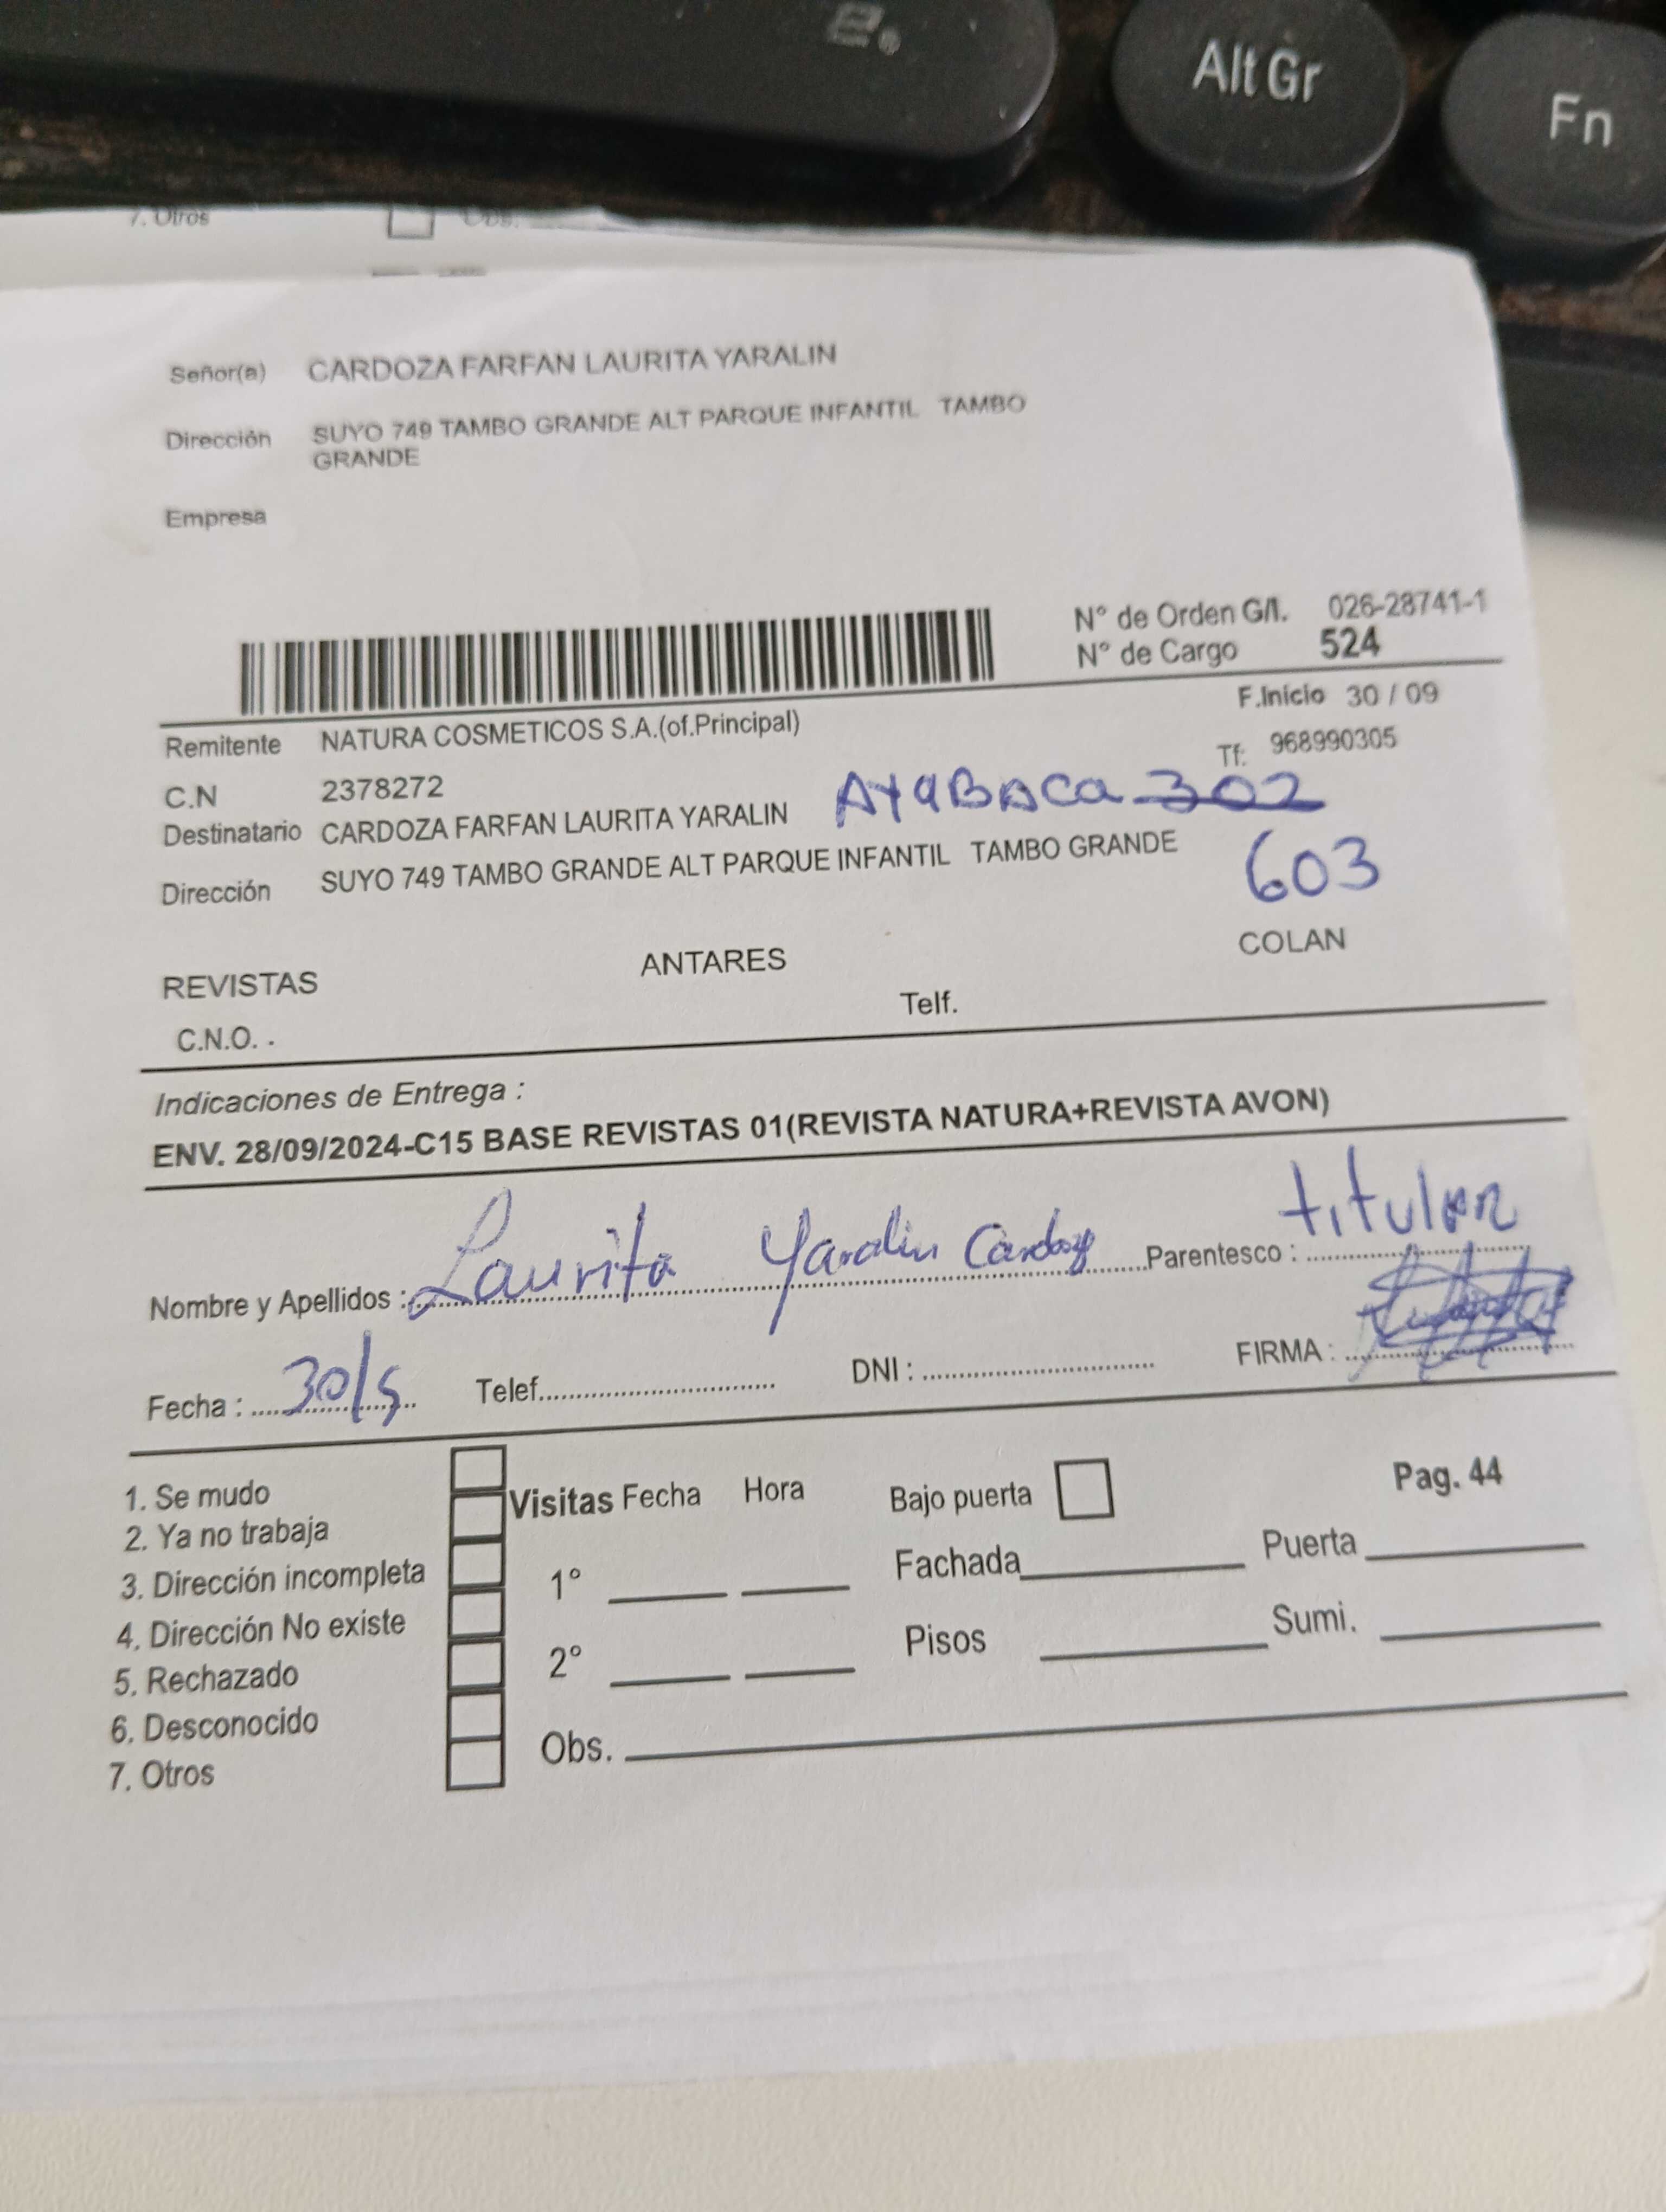 Alt Gr
Fn
7. Otros
Obs.
Señor(a) CARDOZA FARFAN LAURITA YARALIN
Dirección SUYO 749 TAMBO GRANDE ALT PARQUE INFANTIL TAMBO
GRANDE
Empresa
N° de Orden G/I. 026-28741-1
N° de Cargo 524
F.Inicio 30 / 09
Remitente NATURA COSMETICOS S.A.(of.Principal)
Tf: 968990305
C.N 2378272
AYABACA 302
Destinatario CARDOZA FARFAN LAURITA YARALIN
603
Dirección SUYO 749 TAMBO GRANDE ALT PARQUE INFANTIL TAMBO GRANDE
REVISTAS ANTARES COLAN
C.N.O. . Telf.
Indicaciones de Entrega :
ENV. 28/09/2024-C15 BASE REVISTAS 01(REVISTA NATURA+REVISTA AVON)
Nombre y Apellidos : Laurita Yaralin Cardoz Parentesco : titular
Fecha : 30/9 Telef. DNI : FIRMA :
1. Se mudo
2. Ya no trabaja
3. Dirección incompleta
4. Dirección No existe
5. Rechazado
6. Desconocido
7. Otros
Visitas Fecha Hora
1°
2°
Obs.
Bajo puerta
Pag. 44
Fachada Puerta
Pisos Sumi.